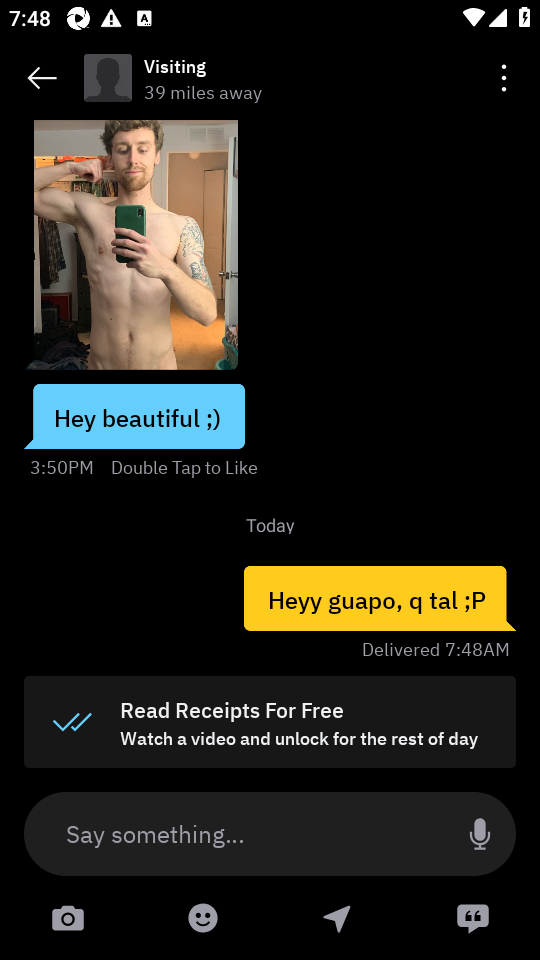 7:48
Visiting
39 miles away
Hey beautiful ;)
3:50PM Double Tap to Like
Today
Heyy guapo, q tal ;P
Delivered 7:48AM
Read Receipts For Free
Watch a video and unlock for the rest of day
Say something...